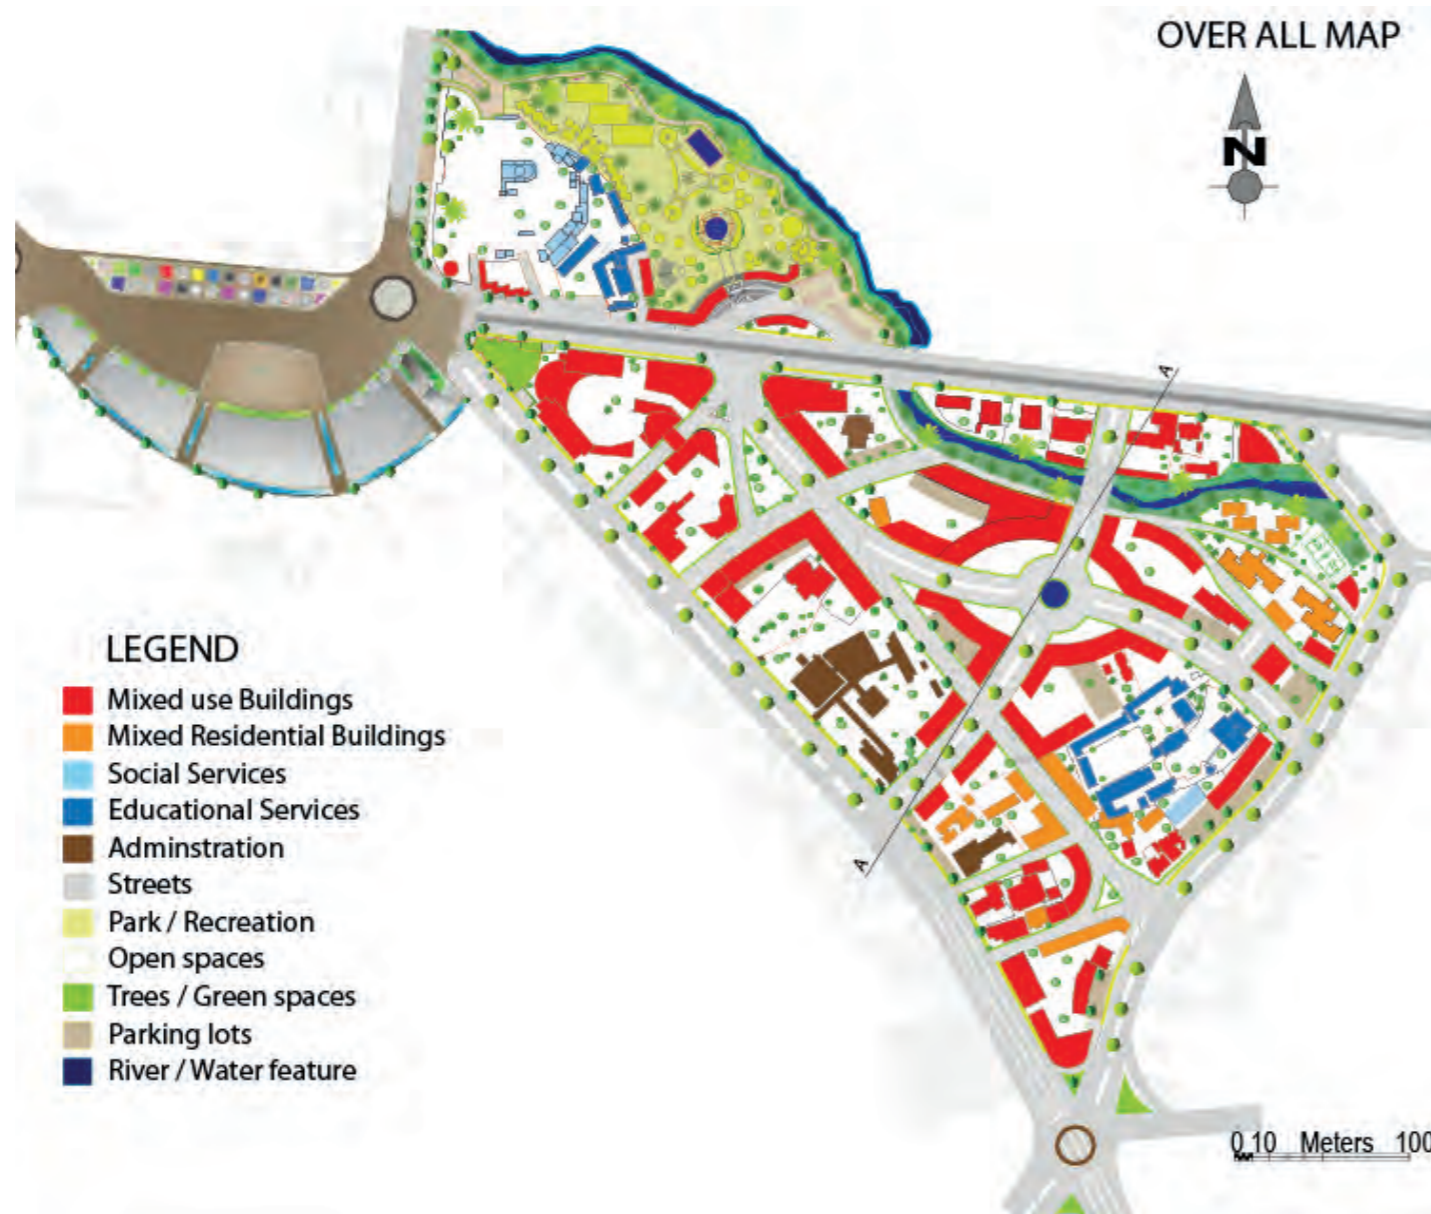 OVER ALL MAP
N
A
A
LEGEND
Mixed use Buildings
Mixed Residential Buildings
Social Services
Educational Services
Adminstration
Streets
Park / Recreation
Open spaces
Trees / Green spaces
Parking lots
River / Water feature
0 10 Meters 100